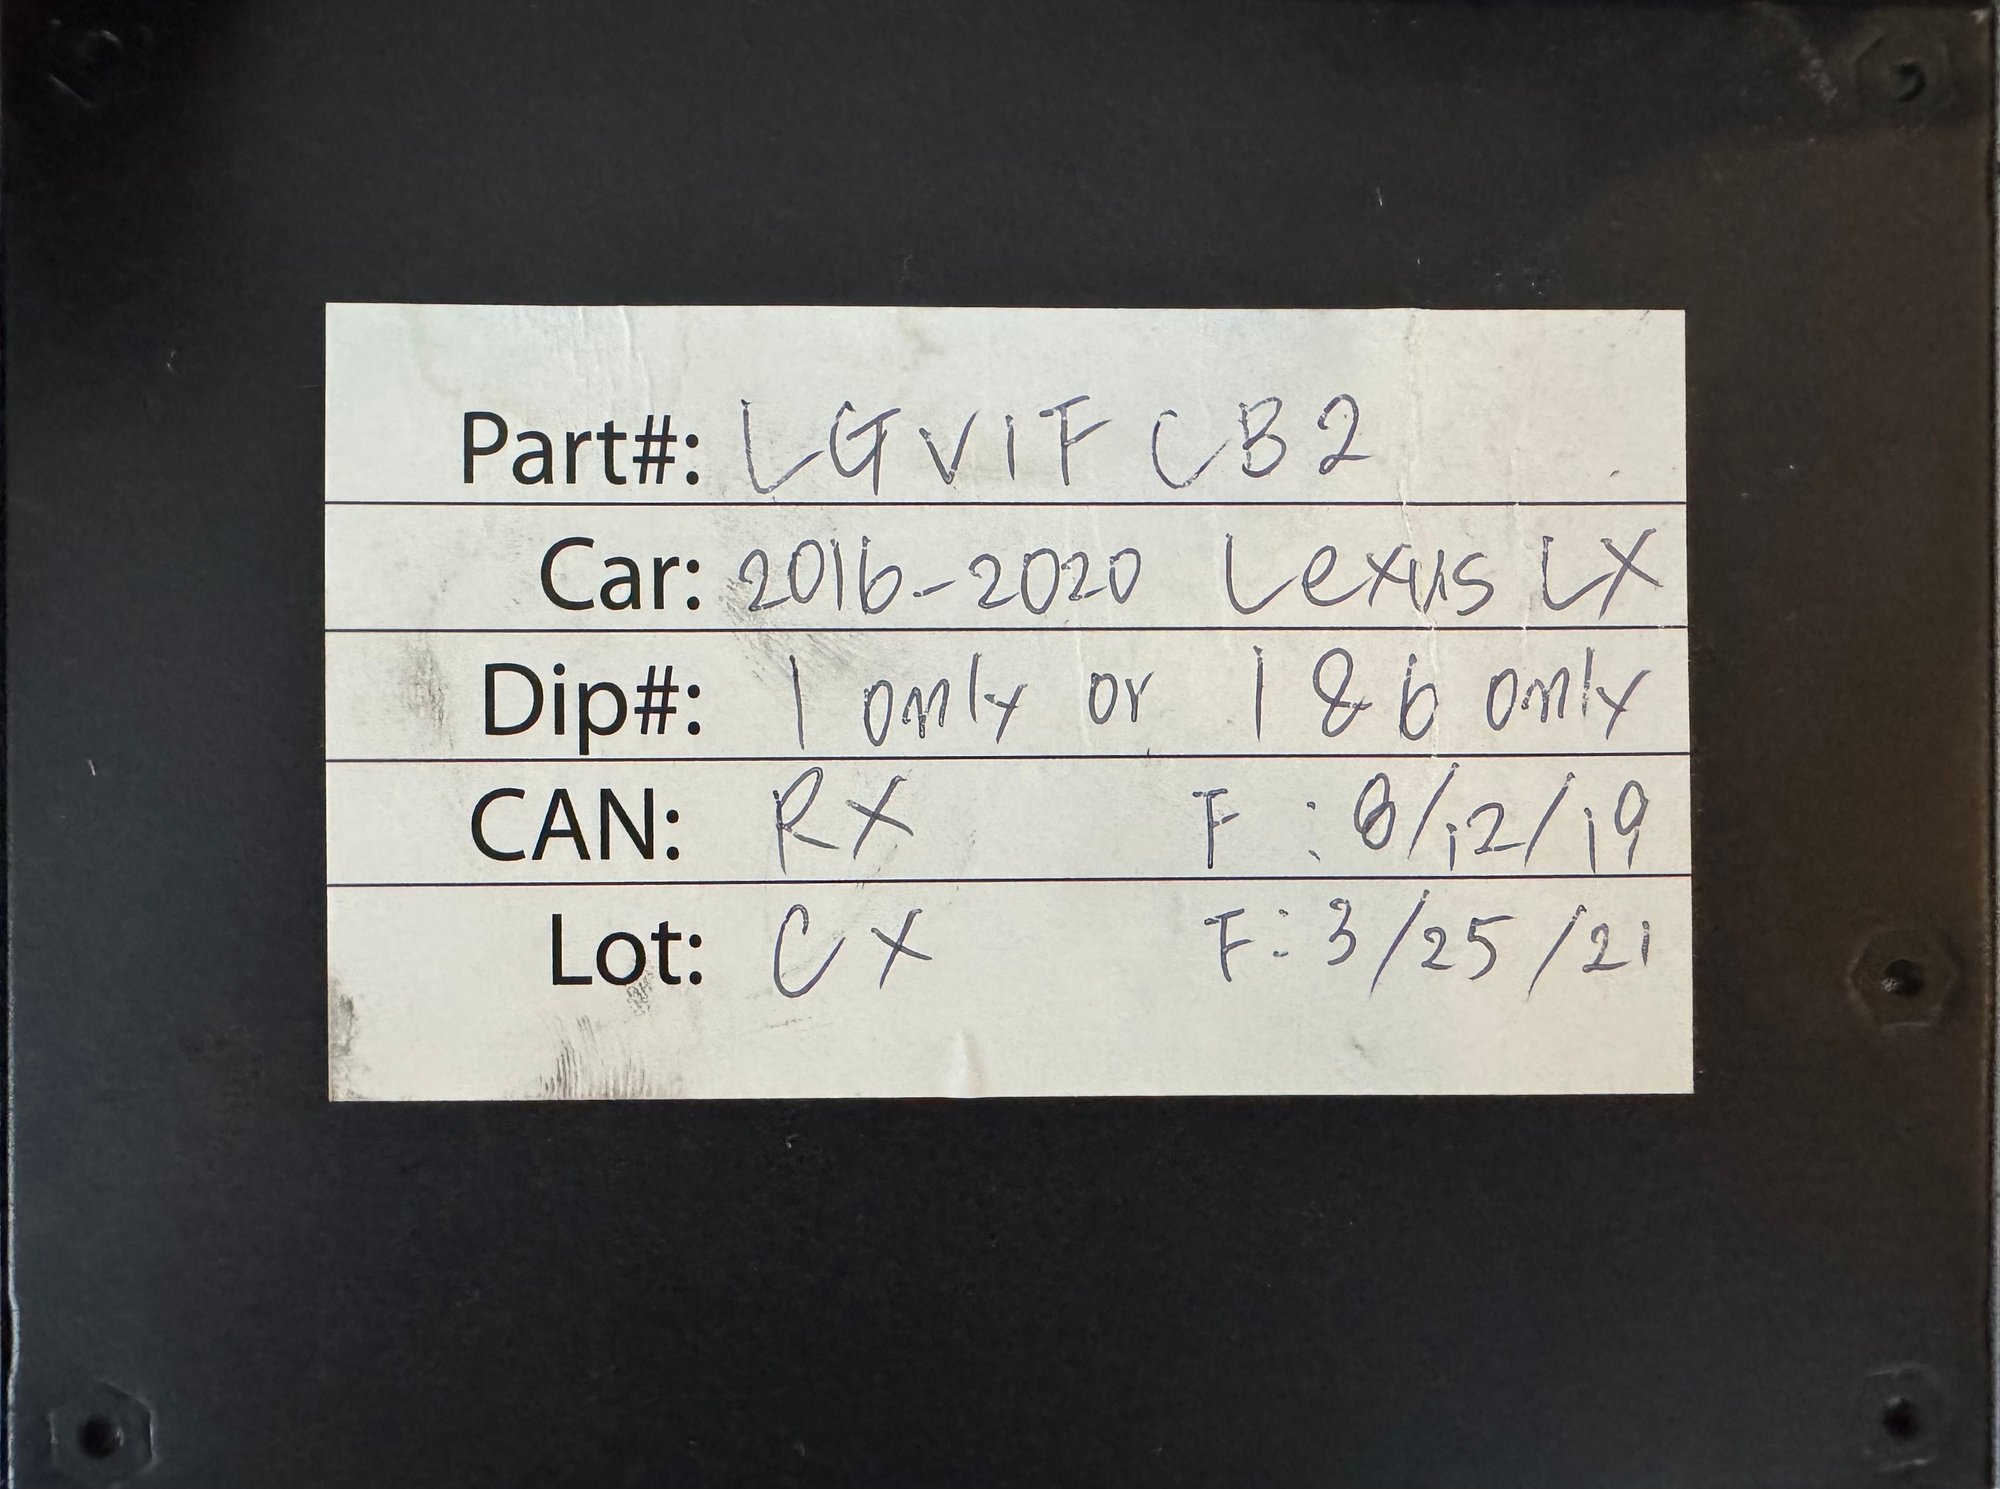 Part#: LGVIFCB2
Car: 2016-2020 Lexus LX
Dip#: 1 only or 1 & 6 only
CAN: RX F: 8/12/19
Lot: CX F: 3/25/21